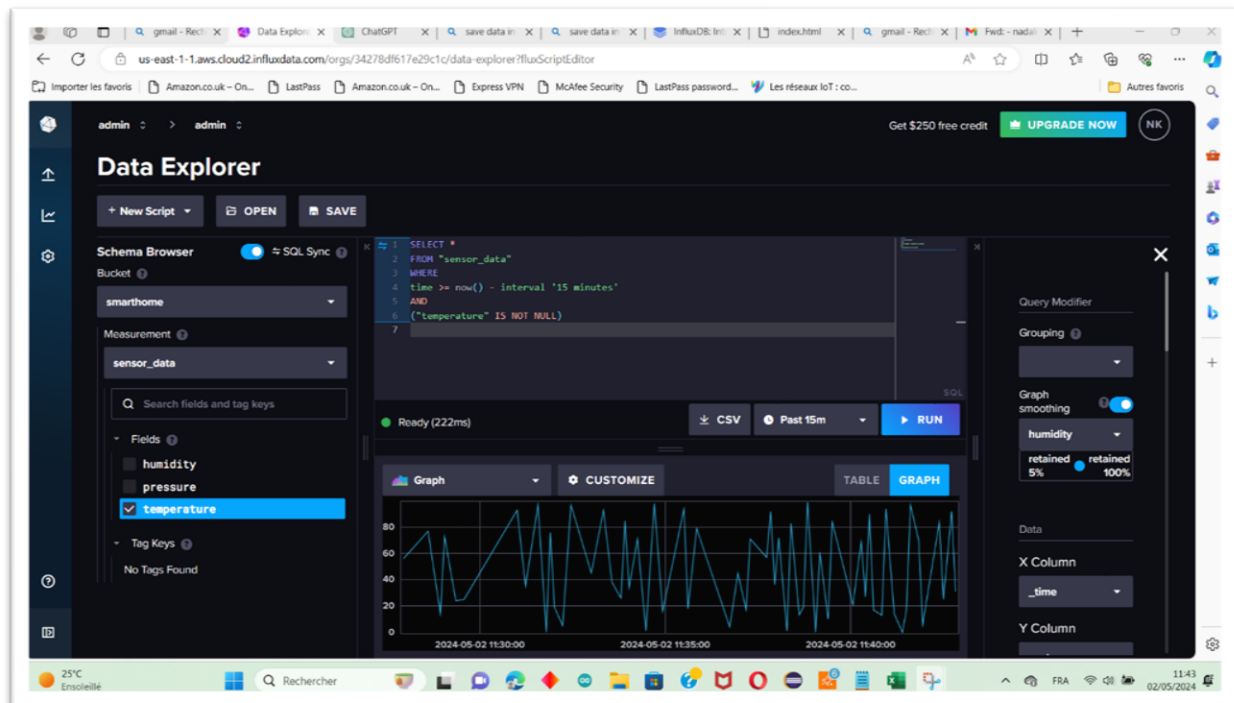 gmail - Rech
Data Explor
ChatGPT
save data in
save data in
InfluxDB: Int
index.html
gmail - Rech
Fwd: - nadai
us-east-1-1.aws.cloud2.influxdata.com/orgs/34278df617e29c1c/data-explorer?fluxScriptEditor
Importer les favoris
Amazon.co.uk – On...
LastPass
Amazon.co.uk – On...
Express VPN
McAfee Security
LastPass password...
Les réseaux IoT : co...
Autres favoris
admin > admin
Get $250 free credit
UPGRADE NOW
NK
Data Explorer
+ New Script
OPEN
SAVE
Schema Browser
SQL Sync
Bucket
smarthome
Measurement
sensor_data
Search fields and tag keys
Fields
humidity
pressure
temperature
Tag Keys
No Tags Found
1 SELECT *
2 FROM "sensor_data"
3 WHERE
4 time >= now() - interval '15 minutes'
5 AND
6 ("temperature" IS NOT NULL)
7
SQL
Ready (222ms)
CSV
Past 15m
RUN
Graph
CUSTOMIZE
TABLE
GRAPH
80
60
40
20
0
2024-05-02 11:30:00
2024-05-02 11:35:00
2024-05-02 11:40:00
Query Modifier
Grouping
Graph
smoothing
humidity
retained retained
5% 100%
Data
X Column
_time
Y Column
25°C
Ensoleillé
Rechercher
FRA
11:43
02/05/2024